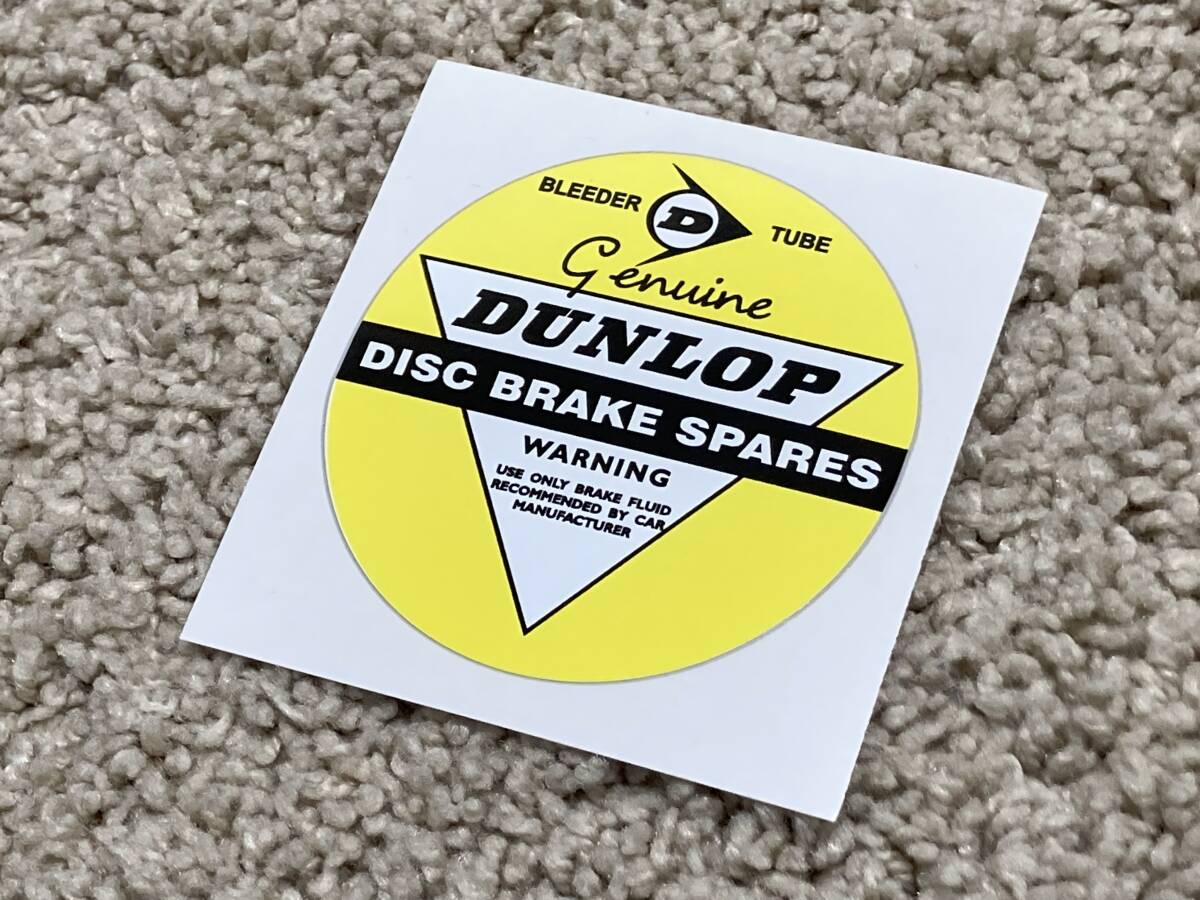 BLEEDER D TUBE
Genuine
DUNLOP
DISC BRAKE SPARES
WARNING
USE ONLY BRAKE FLUID
RECOMMENDED BY CAR
MANUFACTURER